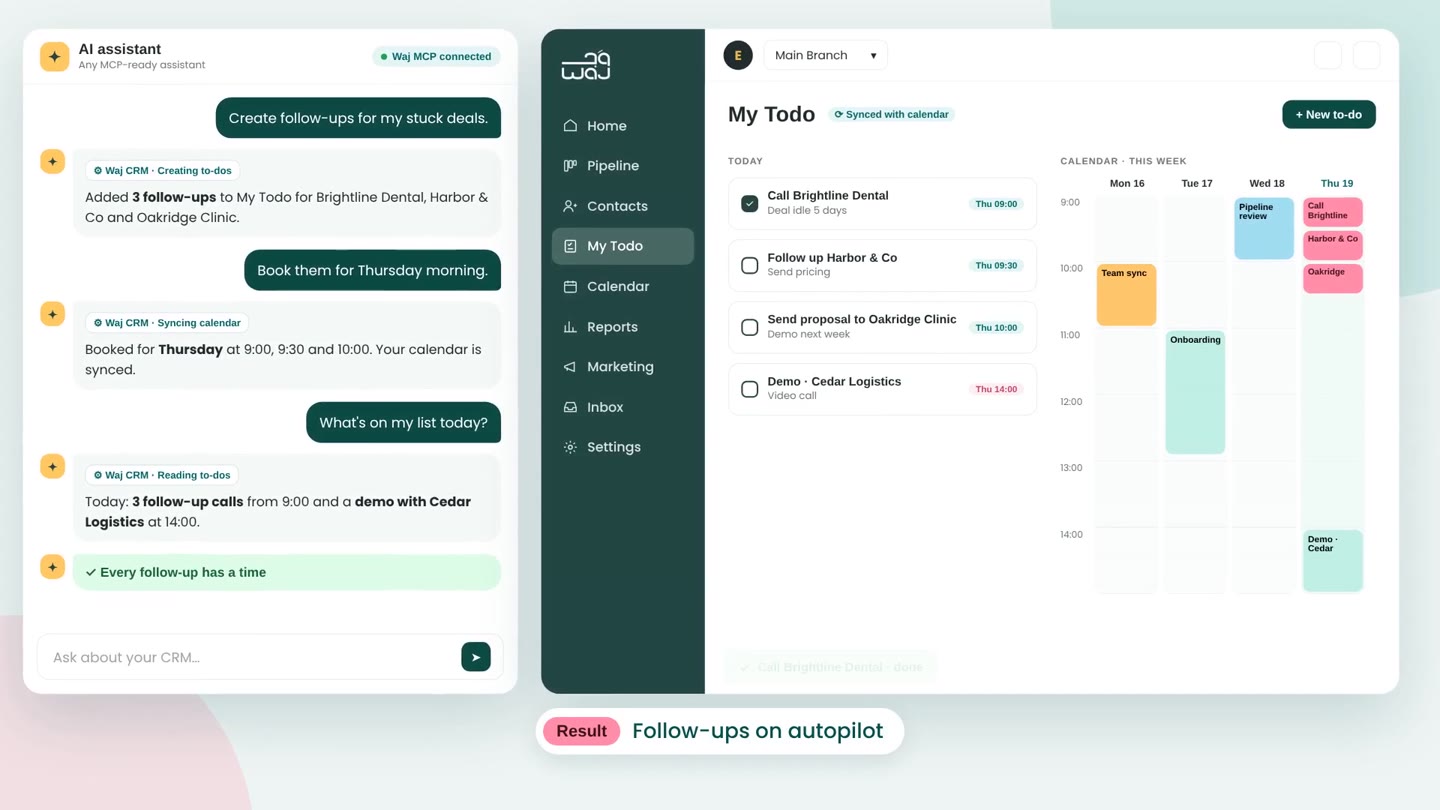 AI assistant
Any MCP-ready assistant
Waj MCP connected
Create follow-ups for my stuck deals.
Waj CRM · Creating to-dos
Added 3 follow-ups to My Todo for Brightline Dental, Harbor &
Co and Oakridge Clinic.
Book them for Thursday morning.
Waj CRM · Syncing calendar
Booked for Thursday at 9:00, 9:30 and 10:00. Your calendar is
synced.
What's on my list today?
Waj CRM · Reading to-dos
Today: 3 follow-up calls from 9:00 and a demo with Cedar
Logistics at 14:00.
✓ Every follow-up has a time
Ask about your CRM...
waj
Home
Pipeline
Contacts
My Todo
Calendar
Reports
Marketing
Inbox
Settings
E
Main Branch
My Todo
Synced with calendar
+ New to-do
TODAY
Call Brightline Dental
Deal idle 5 days
Thu 09:00
Follow up Harbor & Co
Send pricing
Thu 09:30
Send proposal to Oakridge Clinic
Demo next week
Thu 10:00
Demo · Cedar Logistics
Video call
Thu 14:00
CALENDAR · THIS WEEK
Mon 16
Tue 17
Wed 18
Thu 19
9:00
10:00
11:00
12:00
13:00
14:00
Team sync
Onboarding
Pipeline
review
Call
Brightline
Harbor & Co
Oakridge
Demo ·
Cedar
✓ Call Brightline Dental · done
Result
Follow-ups on autopilot